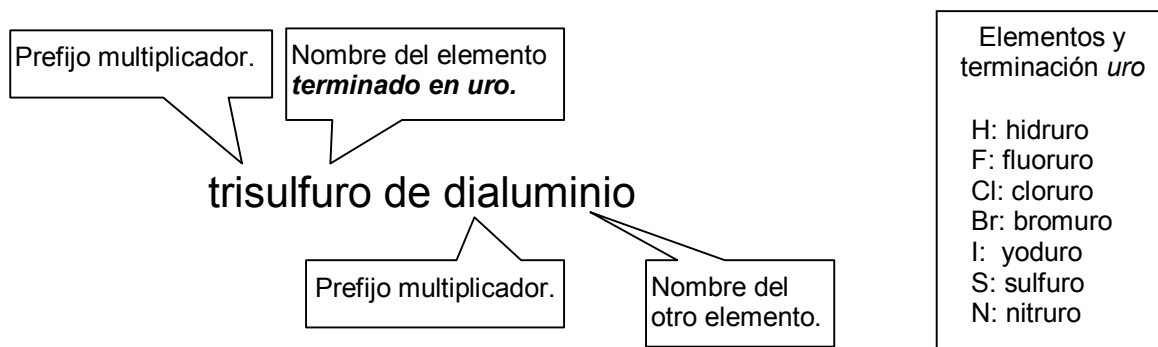 Prefijo multiplicador.
Nombre del elemento
terminado en uro.
trisulfuro de dialuminio
Prefijo multiplicador.
Nombre del
otro elemento.
Elementos y
terminación uro
H: hidruro
F: fluoruro
Cl: cloruro
Br: bromuro
I: yoduro
S: sulfuro
N: nitruro